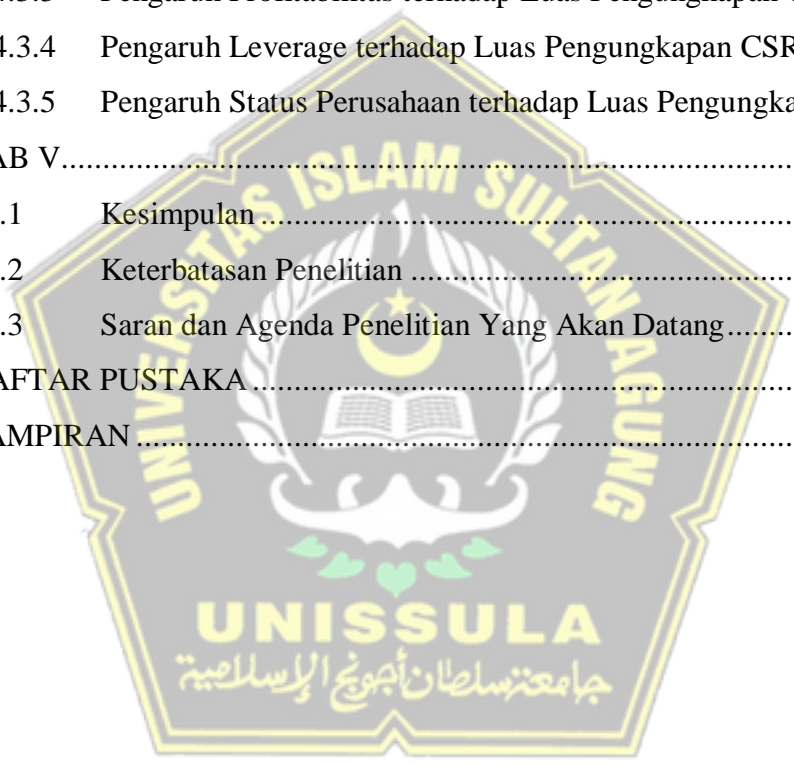 4.3.4 Pengaruh Leverage terhadap Luas Pengungkapan CSR
4.3.5 Pengaruh Status Perusahaan terhadap Luas
AB V
.1 Kesimpulan
.2 Keterbatasan Penelitian
.3 Saran dan Agenda Penelitian Yang Akan Datang
AFTAR PUSTAKA
AMPIRAN
UNIVERSITAS ISLAM SULTAN AGUNG
UNISSULA
جامعة سلطان أجونج الإسلامية